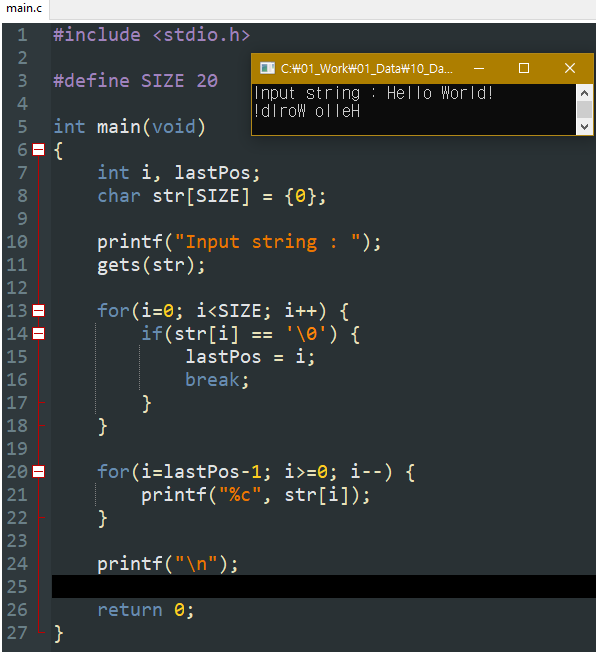 main.c
1 #include <stdio.h>
2
3 #define SIZE 20
4
5 int main(void)
6 {
7 int i, lastPos;
8 char str[SIZE] = {0};
9
10 printf("Input string : ");
11 gets(str);
12
13 for(i=0; i<SIZE; i++) {
14 if(str[i] == '\0') {
15 lastPos = i;
16 break;
17 }
18 }
19
20 for(i=lastPos-1; i>=0; i--) {
21 printf("%c", str[i]);
22 }
23
24 printf("\n");
25
26 return 0;
27 }
C:₩01_Work₩01_Data₩10_Da...
Input string : Hello World!
!dlroW olleH